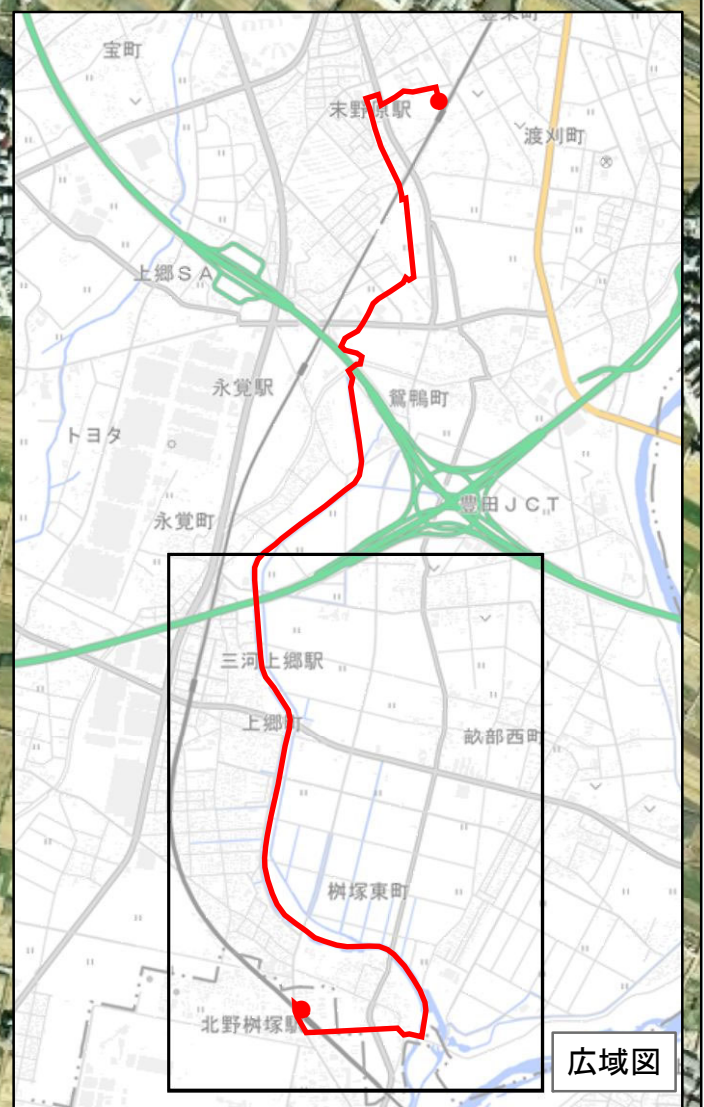 宝町
末野原駅
渡刈町
上郷SA
永覚駅
鴛鴨町
トヨタ
豊田JCT
永覚町
三河上郷駅
上郷町
畝部西町
桝塚東町
北野桝塚駅
広域図